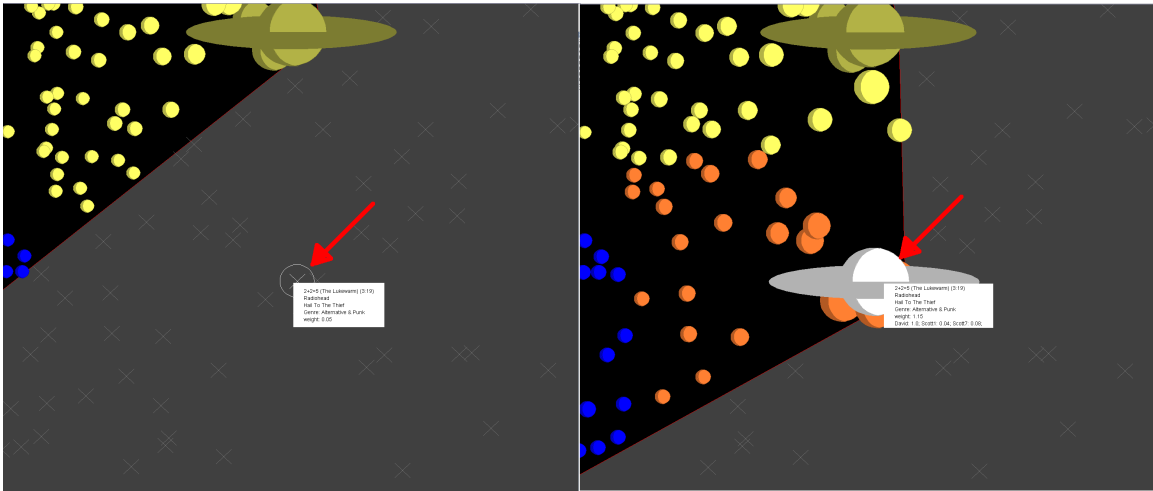 2+2=5 (The Lukewarm) (3:19)
Radiohead
Hail To The Thief
Genre: Alternative & Punk
weight: 0.05
2+2=5 (The Lukewarm) (3:19)
Radiohead
Hail To The Thief
Genre: Alternative & Punk
weight: 1.15
David: 1.0, Scott1: 0.04, Scott7: 0.08,